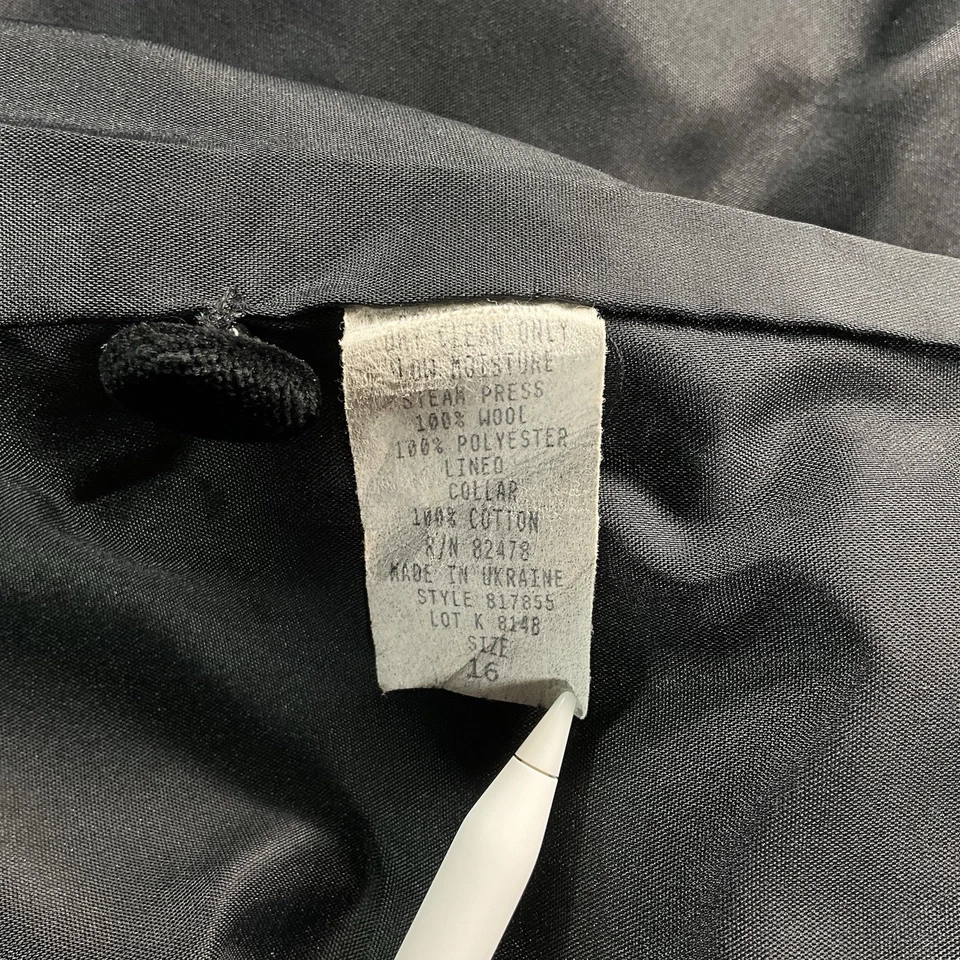 DRY CLEAN ONLY
LOW MOISTURE
STEAM PRESS
100% WOOL
100% POLYESTER
LINED
COLLAR
100% COTTON
R/N 82478
MADE IN UKRAINE
STYLE 817855
LOT K 814B
SIZE
16